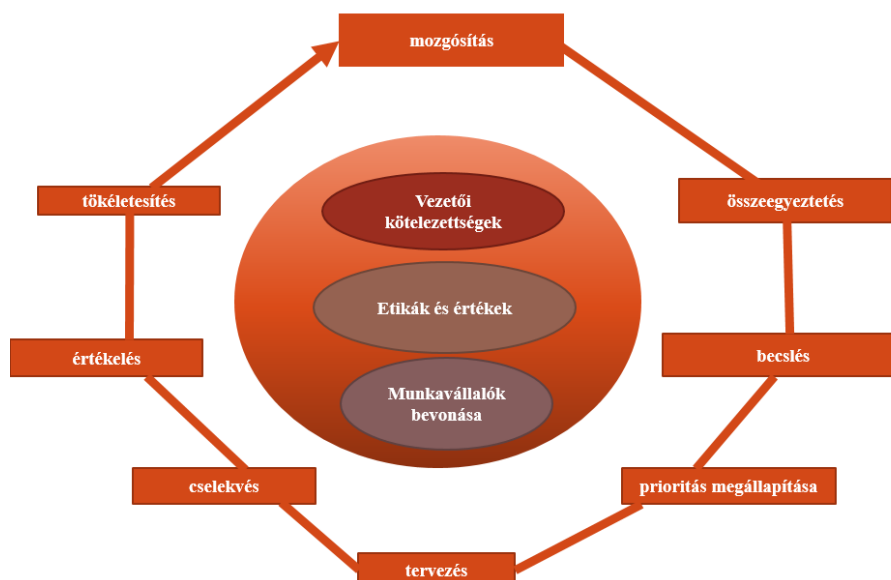 mozgósítás
összeegyeztetés
becslés
prioritás megállapítása
tervezés
cselekvés
értékelés
tökéletesítés
Vezetői
kötelezettségek
Etikák és értékek
Munkavállalók
bevonása